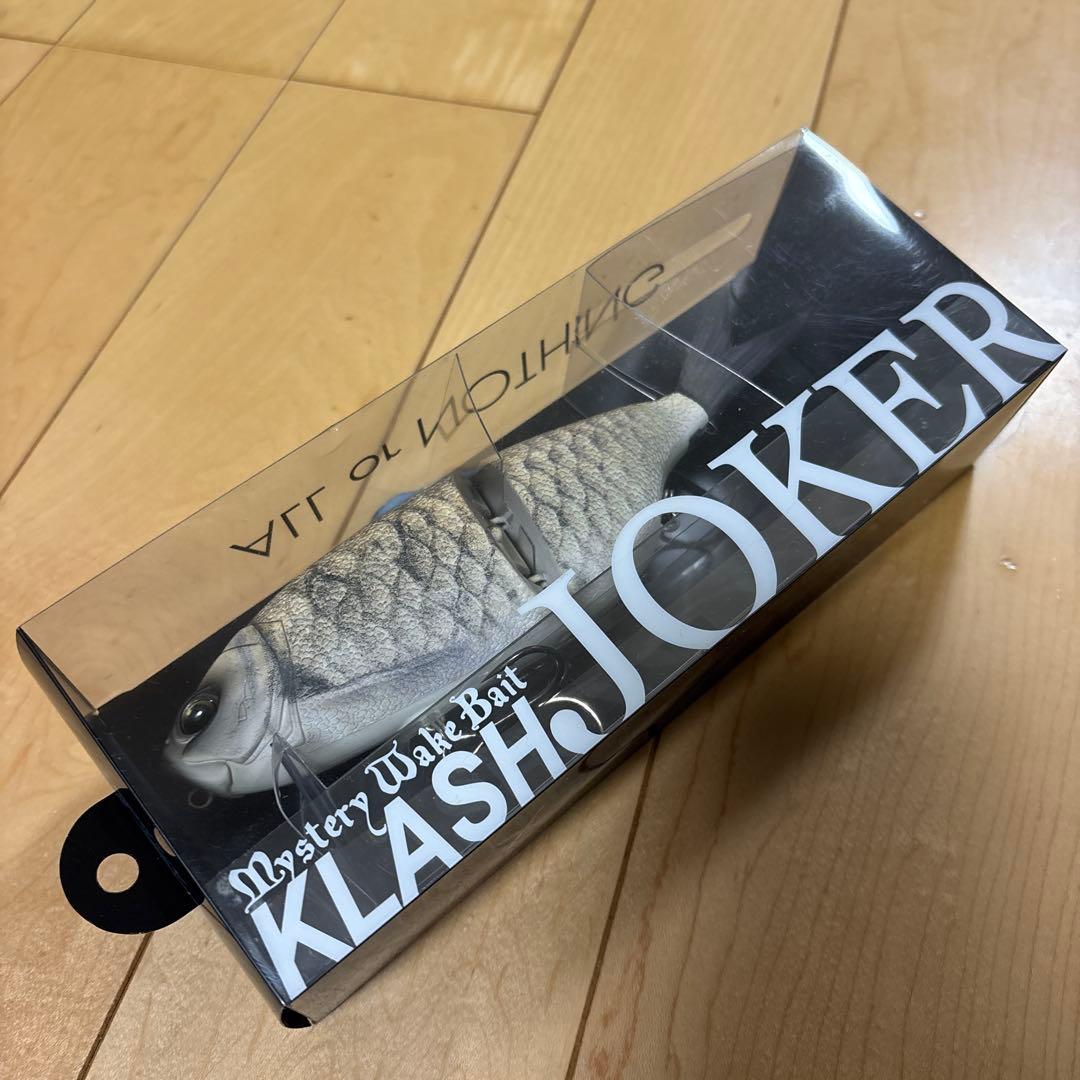 ALL or NOTHING
Mystery Wake Bait
KLASH JOKER